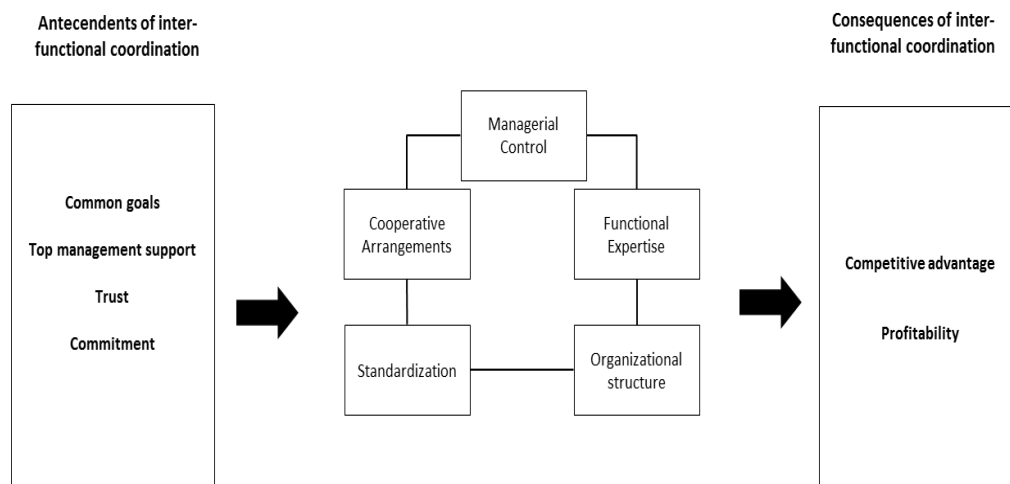 Antecendents of inter-
functional coordination
Common goals
Top management support
Trust
Commitment
Managerial
Control
Cooperative
Arrangements
Functional
Expertise
Standardization
Organizational
structure
Consequences of inter-
functional coordination
Competitive advantage
Profitability